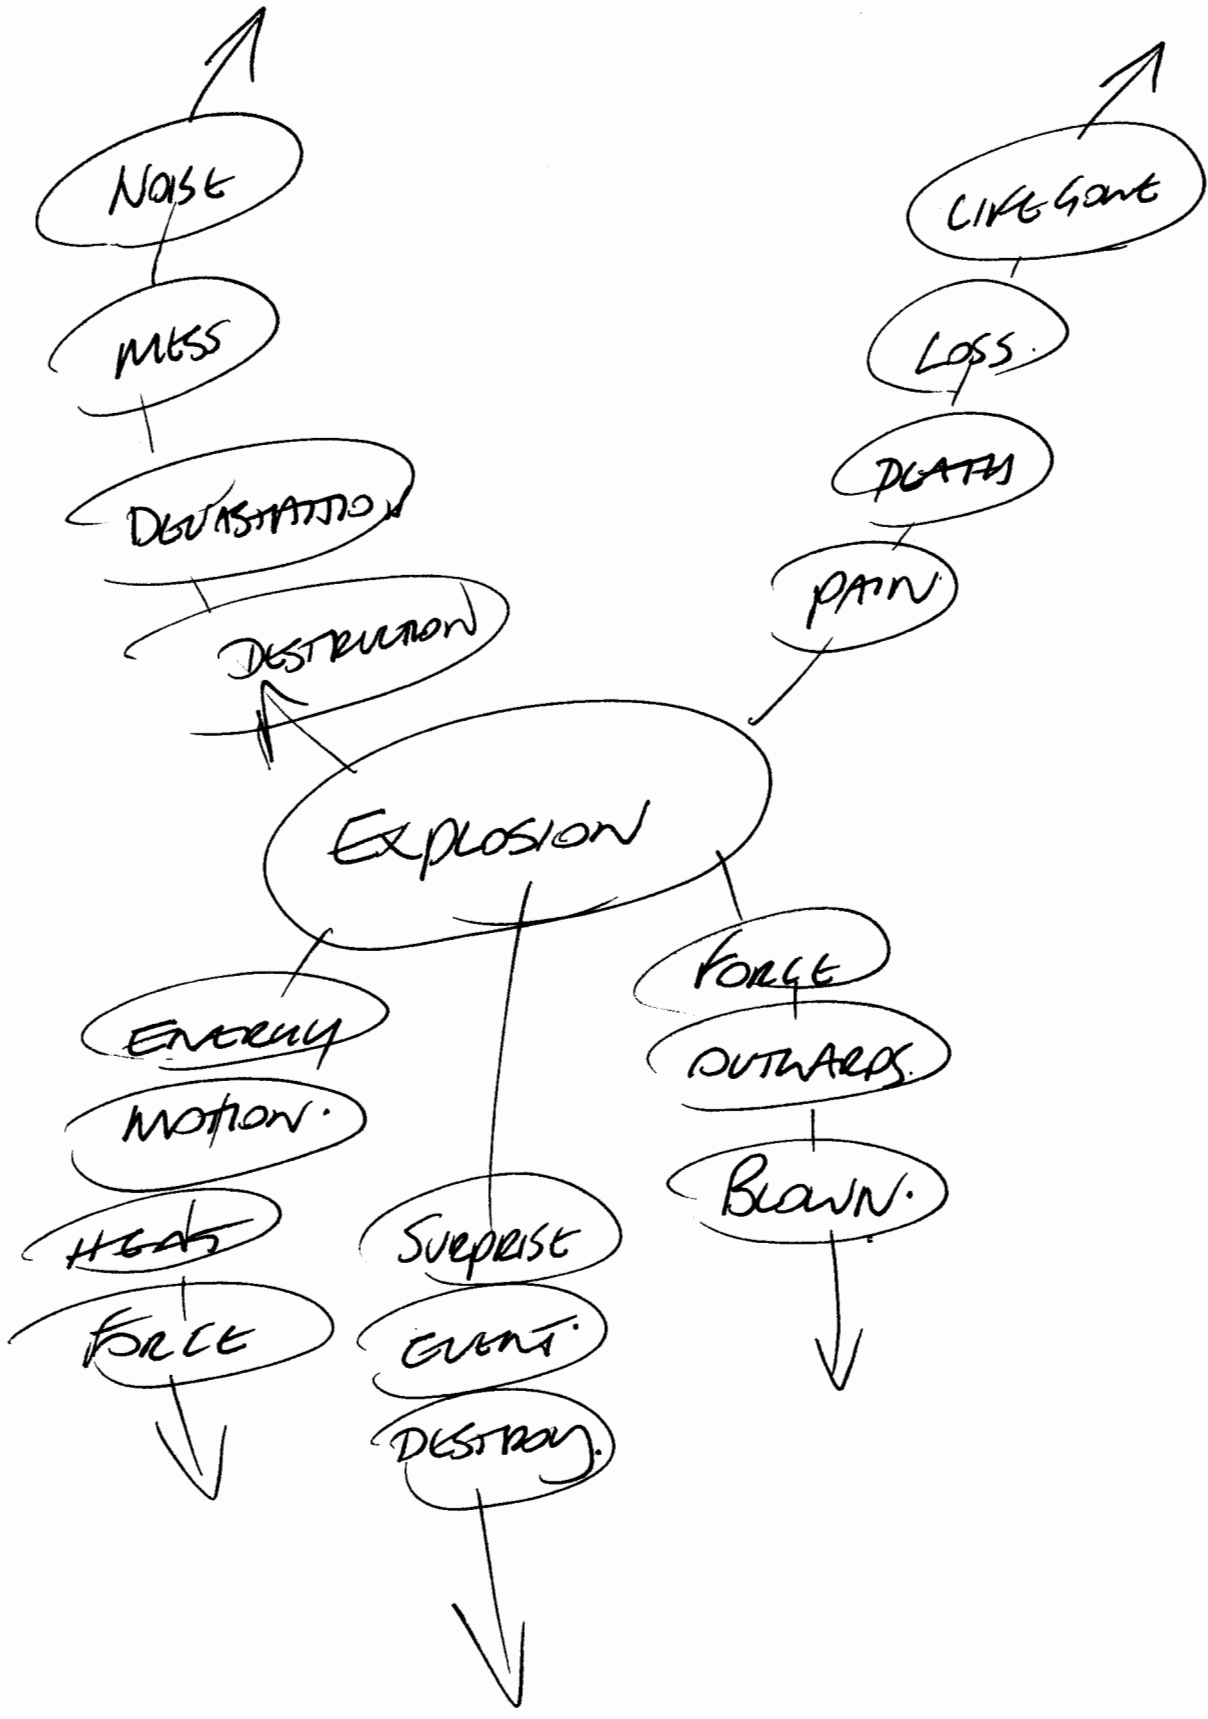 NOISE
LIFE GONE
MESS
LOSS.
DEATH
DEVASTATION
PAIN
DESTRUCTION
EXPLOSION
FORCE
ENERGY
OUTWARDS.
MOTION.
BLOWN.
HEAT
SURPRISE
FORCE
EVENT.
DESTROY.